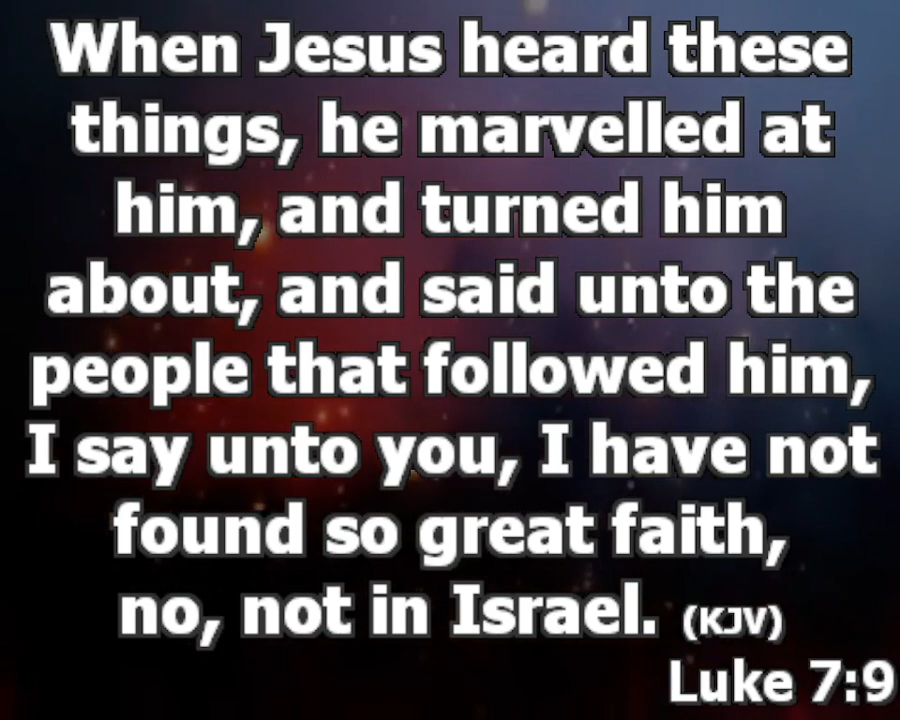 When Jesus heard these
things, he marvelled at
him, and turned him
about, and said unto the
people that followed him,
I say unto you, I have not
found so great faith,
no, not in Israel. (KJV)
Luke 7:9